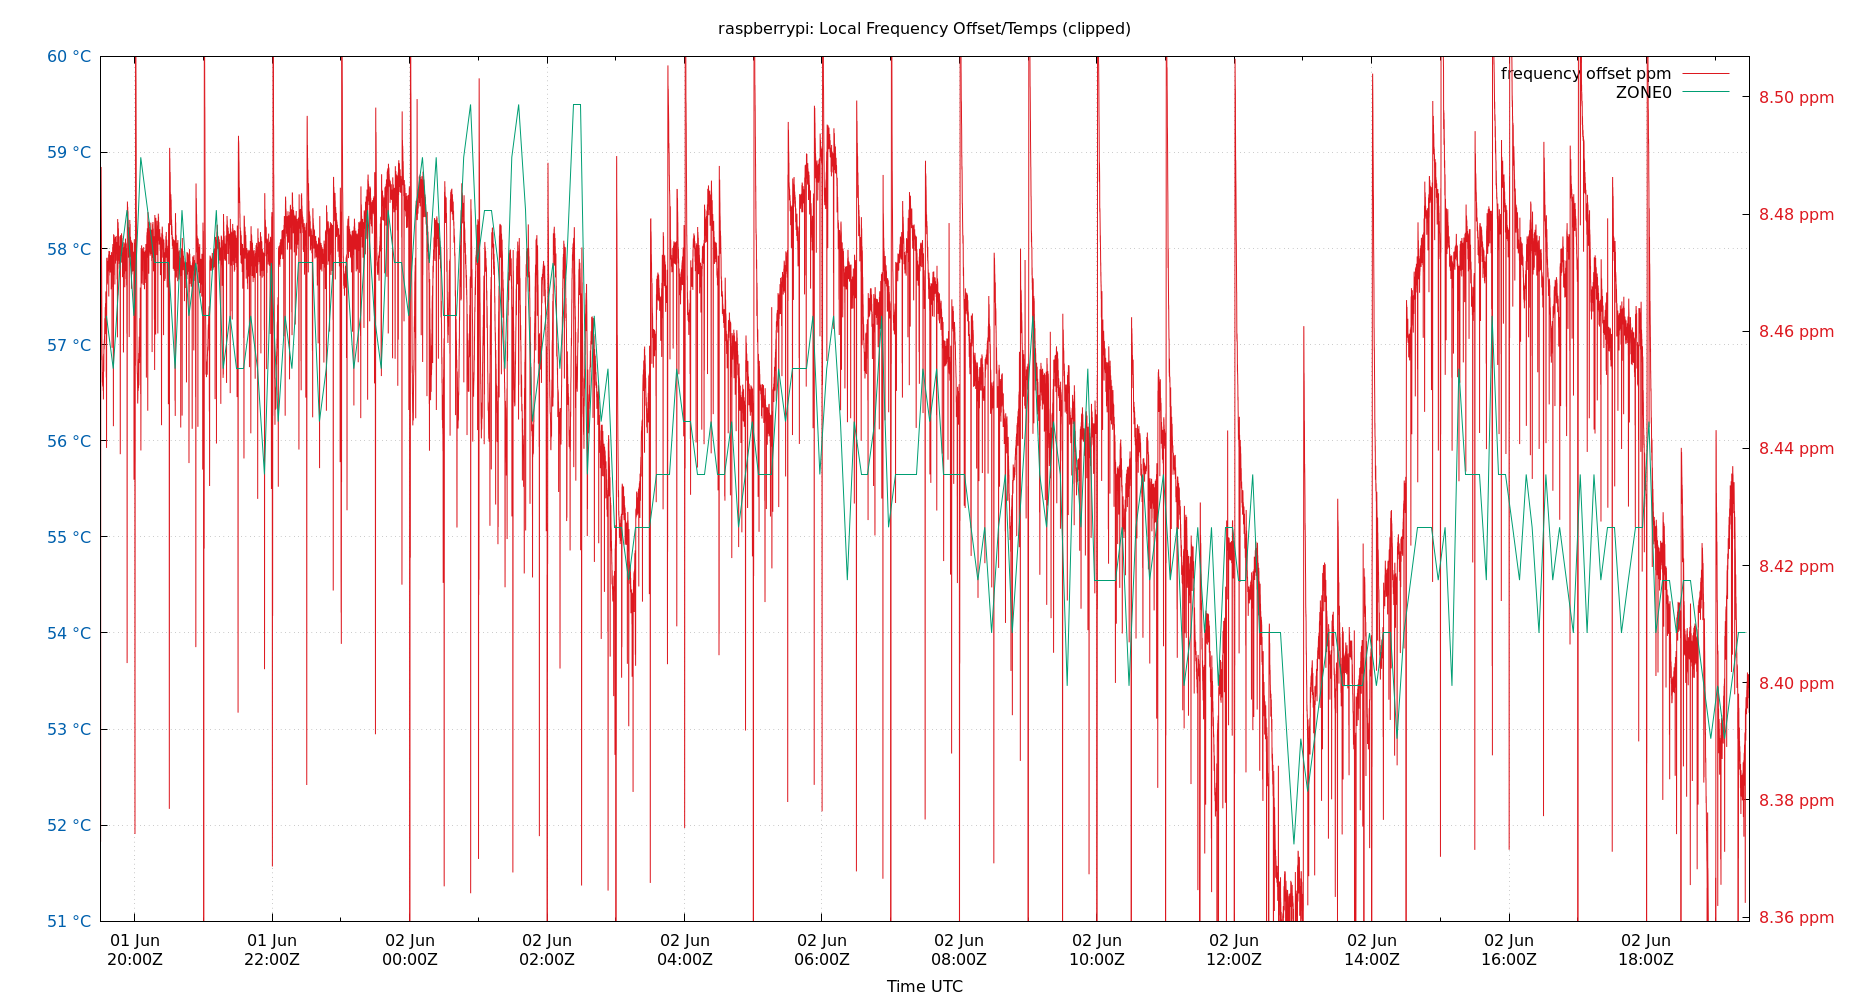 raspberrypi: Local Frequency Offset/Temps (clipped)
60 °C
59 °C
58 °C
57 °C
56 °C
55 °C
54 °C
53 °C
52 °C
51 °C
frequency offset ppm
ZONE0
8.50 ppm
8.48 ppm
8.46 ppm
8.44 ppm
8.42 ppm
8.40 ppm
8.38 ppm
8.36 ppm
01 Jun
20:00Z
01 Jun
22:00Z
02 Jun
00:00Z
02 Jun
02:00Z
02 Jun
04:00Z
02 Jun
06:00Z
02 Jun
08:00Z
02 Jun
10:00Z
02 Jun
12:00Z
02 Jun
14:00Z
02 Jun
16:00Z
02 Jun
18:00Z
Time UTC